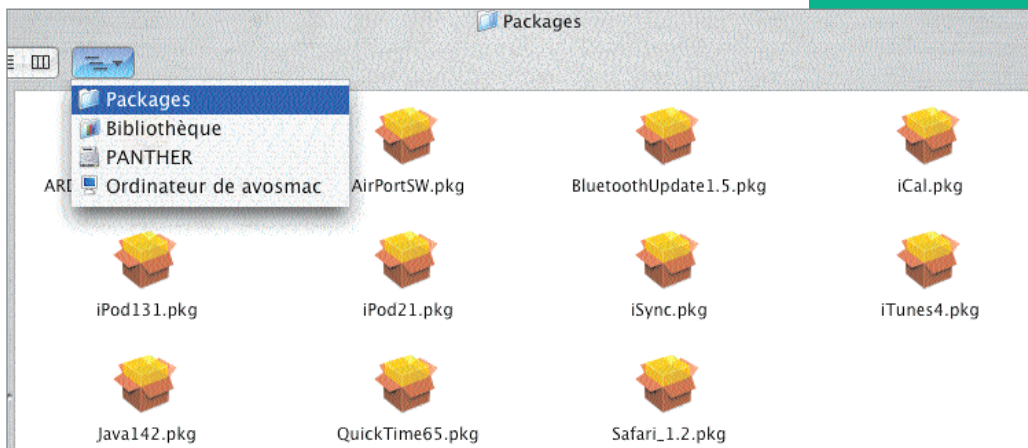 Packages
Packages
Bibliothèque
PANTHER
Ordinateur de avosmac
AirPortSW.pkg
BluetoothUpdate1.5.pkg
iCal.pkg
iPod131.pkg
iPod21.pkg
iSync.pkg
iTunes4.pkg
Java142.pkg
QuickTime65.pkg
Safari_1.2.pkg